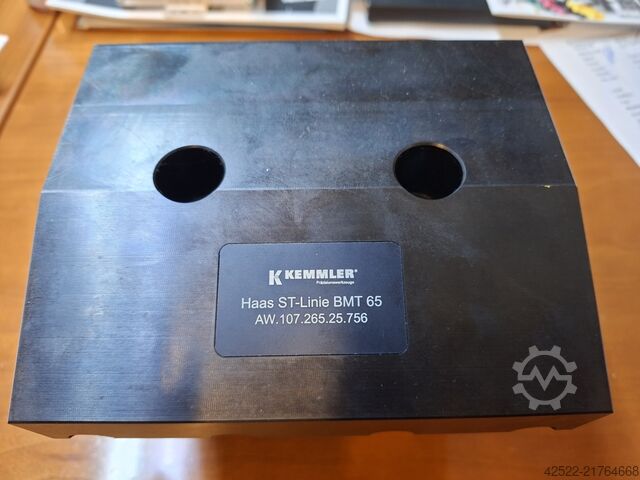 KEMMLER®
Präzisionswerkzeuge
Haas ST-Linie BMT 65
AW.107.265.25.756
42522-21764668